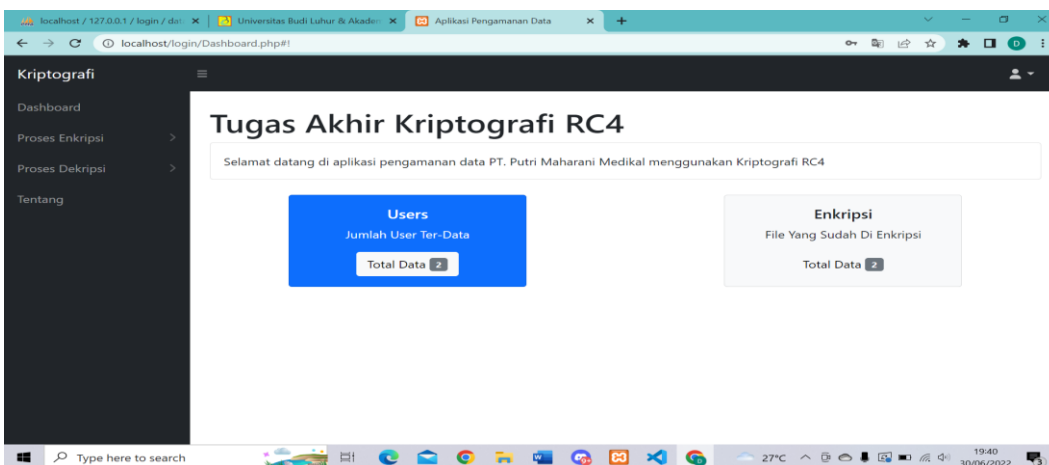 localhost / 127.0.0.1 / login / data
Universitas Budi Luhur & Akadem
Aplikasi Pengamanan Data
localhost/login/Dashboard.php#!
D
Kriptografi
Dashboard
Proses Enkripsi
Proses Dekripsi
Tentang
Tugas Akhir Kriptografi RC4
Selamat datang di aplikasi pengamanan data PT. Putri Maharani Medikal menggunakan Kriptografi RC4
Users
Jumlah User Ter-Data
Total Data 2
Enkripsi
File Yang Sudah Di Enkripsi
Total Data 2
Type here to search
27°C
19:40
30/06/2022
3